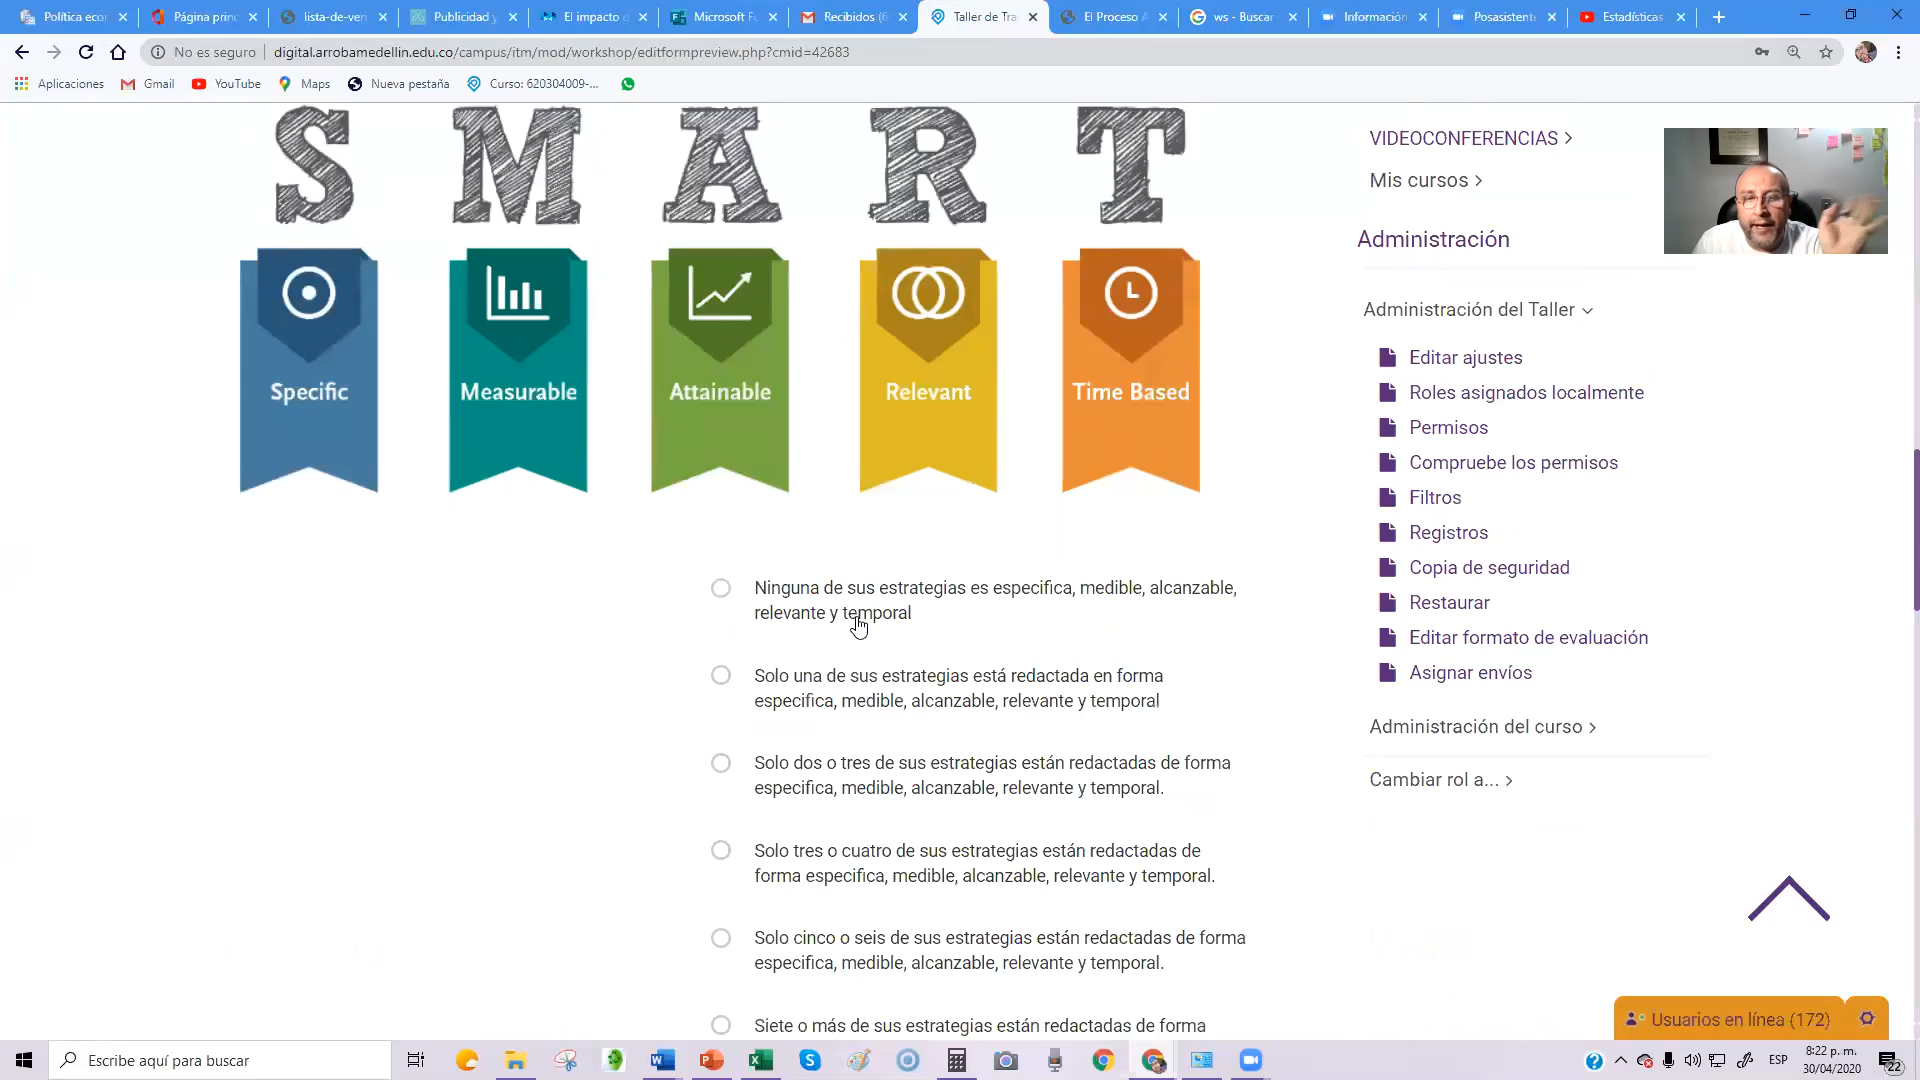 Política eco
Página princ
lista-de-veri
Publicidad y
El impacto d
Microsoft Fu
Recibidos (6
Taller de Tra
El Proceso A
ws - Buscar
Información
Posasistente
Estadísticas
No es seguro
digital.arrobamedellin.edu.co/campus/itm/mod/workshop/editformpreview.php?cmid=42683
Aplicaciones
Gmail
YouTube
Maps
Nueva pestaña
Curso: 620304009-...
S M A R T
Specific
Measurable
Attainable
Relevant
Time Based
Ninguna de sus estrategias es especifica, medible, alcanzable,
relevante y temporal
Solo una de sus estrategias está redactada en forma
especifica, medible, alcanzable, relevante y temporal
Solo dos o tres de sus estrategias están redactadas de forma
especifica, medible, alcanzable, relevante y temporal.
Solo tres o cuatro de sus estrategias están redactadas de
forma especifica, medible, alcanzable, relevante y temporal.
Solo cinco o seis de sus estrategias están redactadas de forma
especifica, medible, alcanzable, relevante y temporal.
Siete o más de sus estrategias están redactadas de forma
VIDEOCONFERENCIAS
Mis cursos
Administración
Administración del Taller
Editar ajustes
Roles asignados localmente
Permisos
Compruebe los permisos
Filtros
Registros
Copia de seguridad
Restaurar
Editar formato de evaluación
Asignar envíos
Administración del curso
Cambiar rol a...
Usuarios en línea (172)
Escribe aquí para buscar
ESP
8:22 p. m.
30/04/2020
22